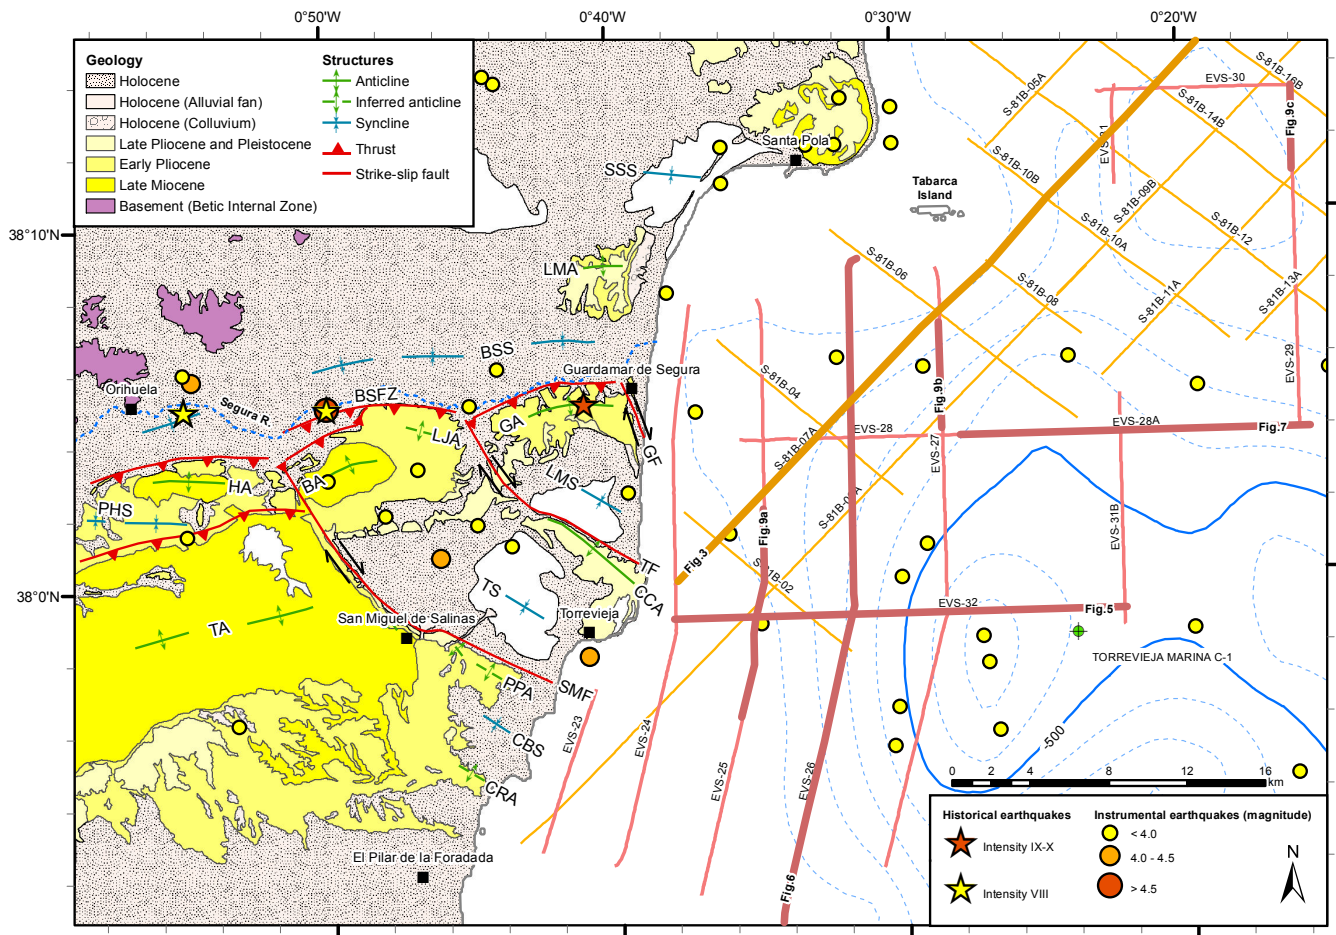 0°50'W
0°40'W
0°30'W
0°20'W
38°10'N
38°0'N
Geology
Holocene
Holocene (Alluvial fan)
Holocene (Colluvium)
Late Pliocene and Pleistocene
Early Pliocene
Late Miocene
Basement (Betic Internal Zone)
Structures
Anticline
Inferred anticline
Syncline
Thrust
Strike-slip fault
SSS
Santa Pola
Tabarca
Island
LMA
BSS
Guardamar de Segura
Orihuela
Segura R
BSFZ
LJA
GA
GF
HA
BA
LMS
PHS
TF
CCA
TS
Torrevieja
San Miguel de Salinas
TA
PPA
SMF
CBS
CRA
El Pilar de la Foradada
S-81B-05A
S-81B-16B
EVS-30
S-81B-14B
Fig.9c
S-81B-10B
S-81B-09B
S-81B-12
S-81B-10A
S-81B-06
S-81B-08
S-81B-11A
S-81B-13A
EVS-29
S-81B-04
Fig.9b
EVS-28
EVS-28A
Fig.7
EVS-27
S-81B-07A
Fig.9a
EVS-31B
Fig.3
S-81B-02
EVS-32
Fig.5
TORREVIEJA MARINA C-1
-500
EVS-23
EVS-24
EVS-25
EVS-26
Fig.6
0 2 4 8 12 16
km
Historical earthquakes
Intensity IX-X
Intensity VIII
Instrumental earthquakes (magnitude)
< 4.0
4.0 - 4.5
> 4.5
N